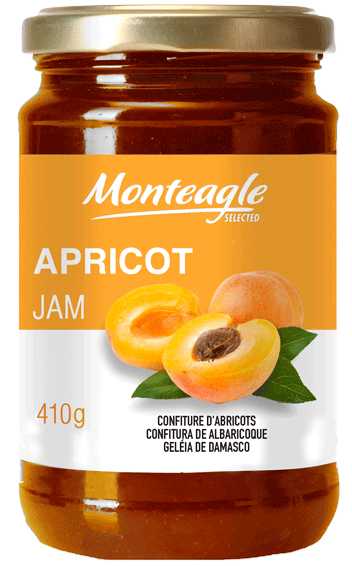 Monteagle
SELECTED
APRICOT
JAM
410g
CONFITURE D'ABRICOTS
CONFITURA DE ALBARICOQUE
GELÉIA DE DAMASCO